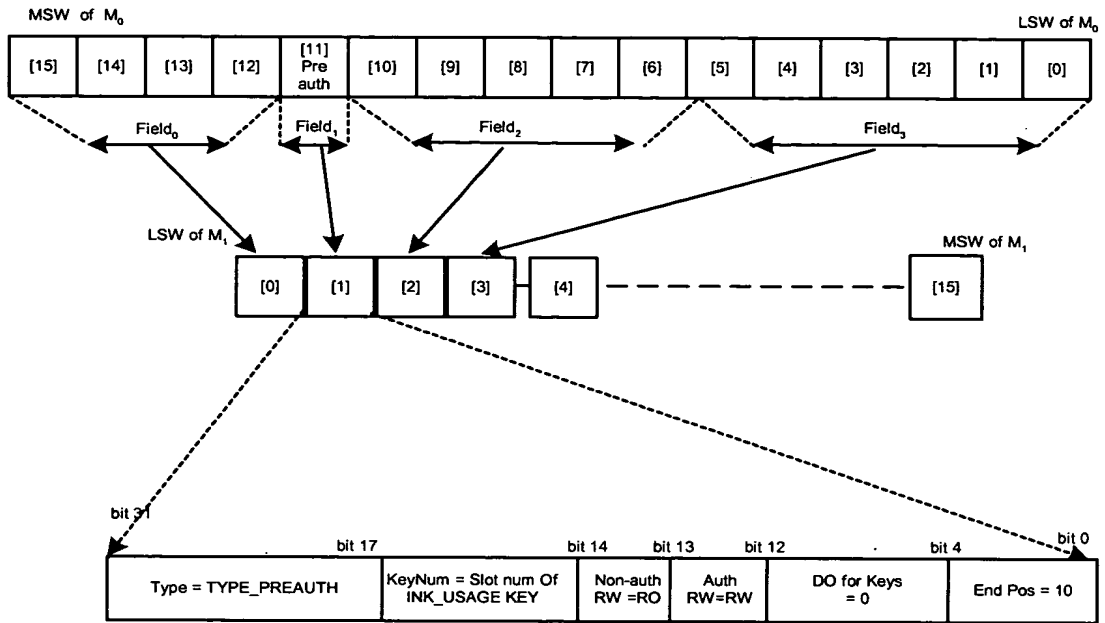 MSW of M0
LSW of M0
[15] [14] [13] [12] [11] Pre auth [10] [9] [8] [7] [6] [5] [4] [3] [2] [1] [0]
Field0 Field1 Field2 Field3
LSW of M1
MSW of M1
[0] [1] [2] [3] [4] [15]
bit 31
bit 17 bit 14 bit 13 bit 12 bit 4 bit 0
Type = TYPE_PREAUTH
KeyNum = Slot num Of
INK_USAGE KEY
Non-auth
RW =RO
Auth
RW=RW
DO for Keys
= 0
End Pos = 10